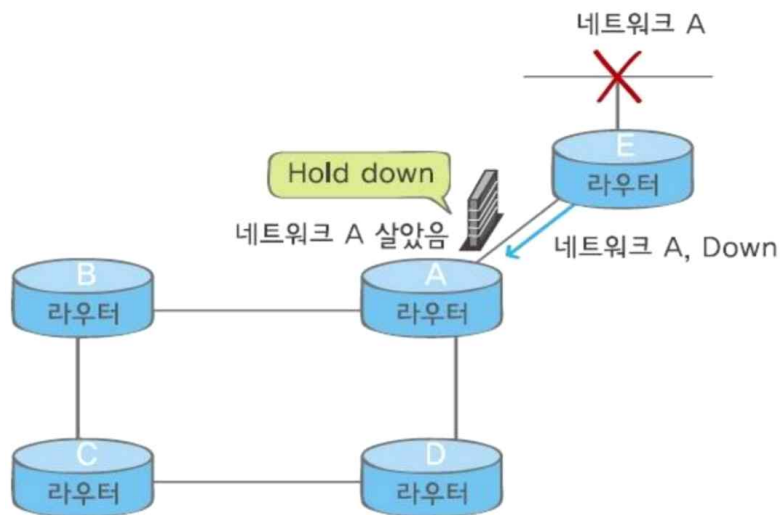 네트워크 A
E
라우터
Hold down
네트워크 A 살았음
네트워크 A, Down
B
라우터
A
라우터
C
라우터
D
라우터